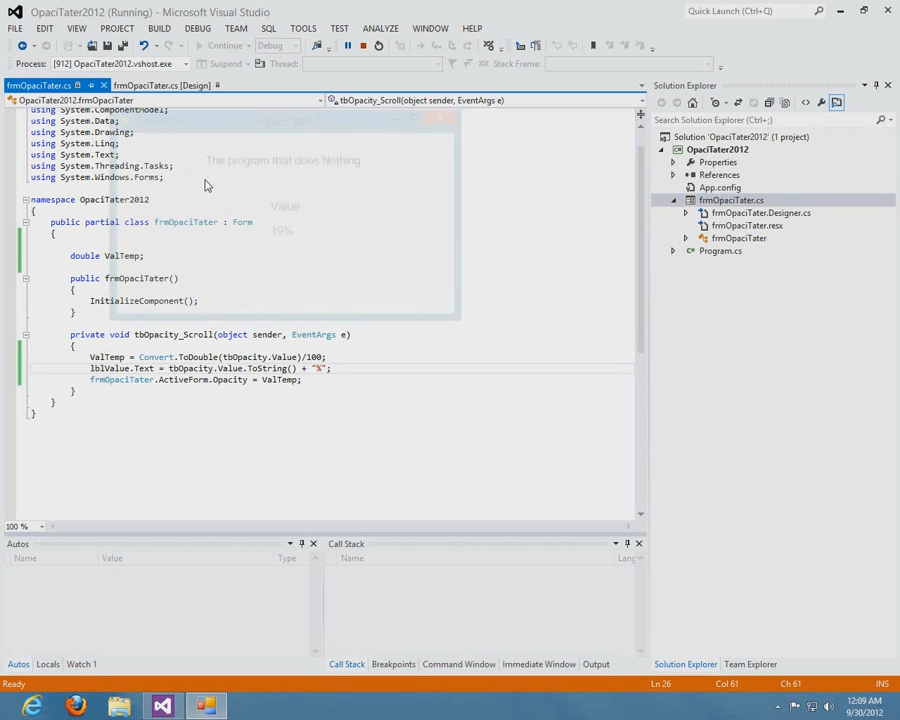 OpaciTater2012 (Running) - Microsoft Visual Studio
Quick Launch (Ctrl+Q)
FILE EDIT VIEW PROJECT BUILD DEBUG TEAM SQL TOOLS TEST ANALYZE WINDOW HELP
Continue Debug
Process: [912] OpaciTater2012.vshost.exe Suspend Thread: Stack Frame:
frmOpaciTater.cs frmOpaciTater.cs [Design]
Solution Explorer
OpaciTater2012.frmOpaciTater tbOpacity_Scroll(object sender, EventArgs e)
using System.ComponentModel;
using System.Data;
using System.Drawing;
using System.Linq;
using System.Text;
using System.Threading.Tasks;
using System.Windows.Forms;
The program that does Nothing
Value
19%
namespace OpaciTater2012
{
public partial class frmOpaciTater : Form
{
double ValTemp;
public frmOpaciTater()
{
InitializeComponent();
}
private void tbOpacity_Scroll(object sender, EventArgs e)
{
ValTemp = Convert.ToDouble(tbOpacity.Value)/100;
lblValue.Text = tbOpacity.Value.ToString() + "%";
frmOpaciTater.ActiveForm.Opacity = ValTemp;
}
}
}
Search Solution Explorer (Ctrl+;)
Solution 'OpaciTater2012' (1 project)
OpaciTater2012
Properties
References
App.config
frmOpaciTater.cs
frmOpaciTater.Designer.cs
frmOpaciTater.resx
frmOpaciTater
Program.cs
100 %
Autos
Name Value Type
Call Stack
Name Lang
Autos Locals Watch 1
Call Stack Breakpoints Command Window Immediate Window Output
Solution Explorer Team Explorer
Ready Ln 26 Col 61 Ch 61 INS
12:09 AM
9/30/2012